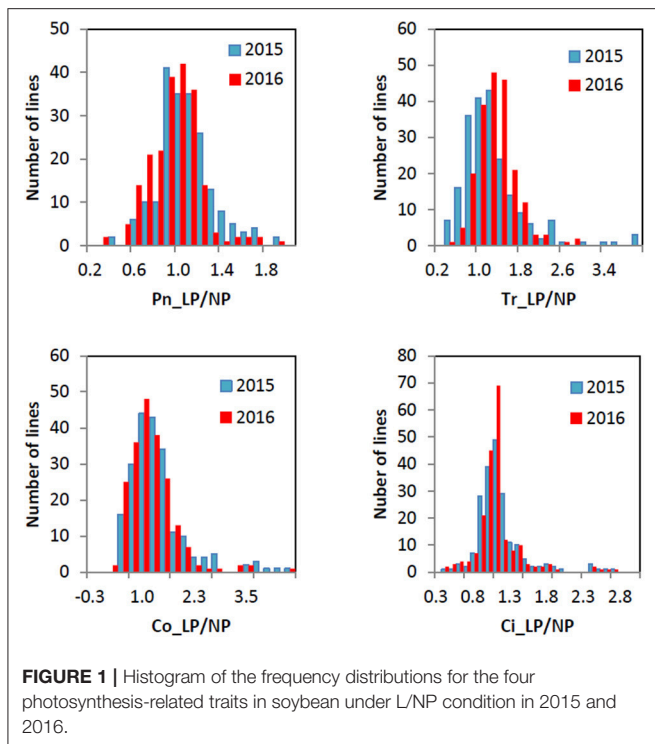 50
40
30
20
10
0
Number of lines
2015
2016
0.2 0.6 1.0 1.4 1.8
Pn_LP/NP
60
50
40
30
20
10
0
Number of lines
2015
2016
0.2 1.0 1.8 2.6 3.4
Tr_LP/NP
60
50
40
30
20
10
0
Number of lines
2015
2016
-0.3 1.0 2.3 3.5
Co_LP/NP
80
70
60
50
40
30
20
10
0
Nuber of lines
2015
2016
0.3 0.8 1.3 1.8 2.3 2.8
Ci_LP/NP
FIGURE 1 | Histogram of the frequency distributions for the four
photosynthesis-related traits in soybean under L/NP condition in 2015 and
2016.